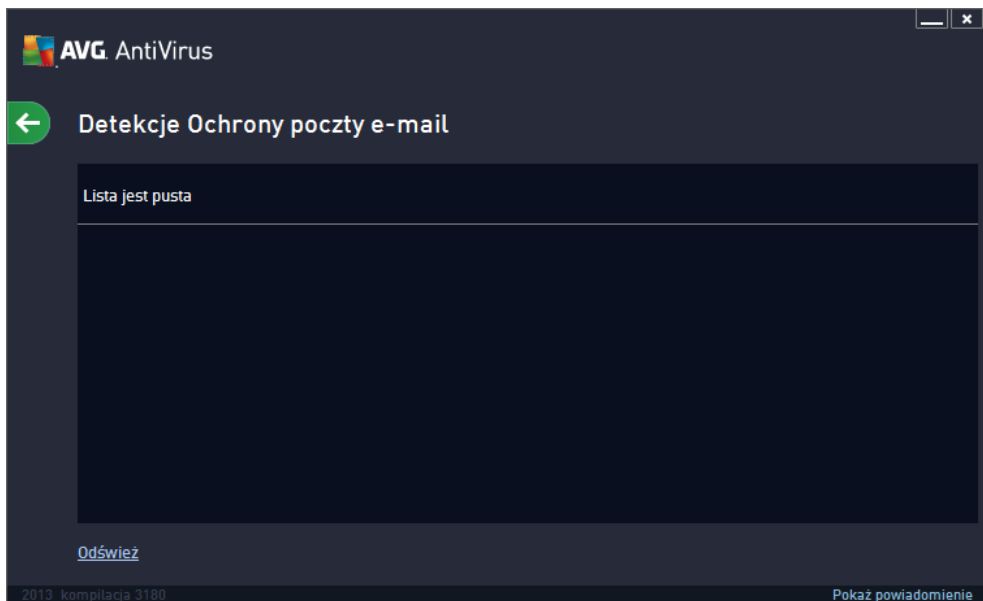 AVG. AntiVirus
Detekcje Ochrony poczty e-mail
Lista jest pusta
Odśwież
2013 kompilacja 3180
Pokaż powiadomienie